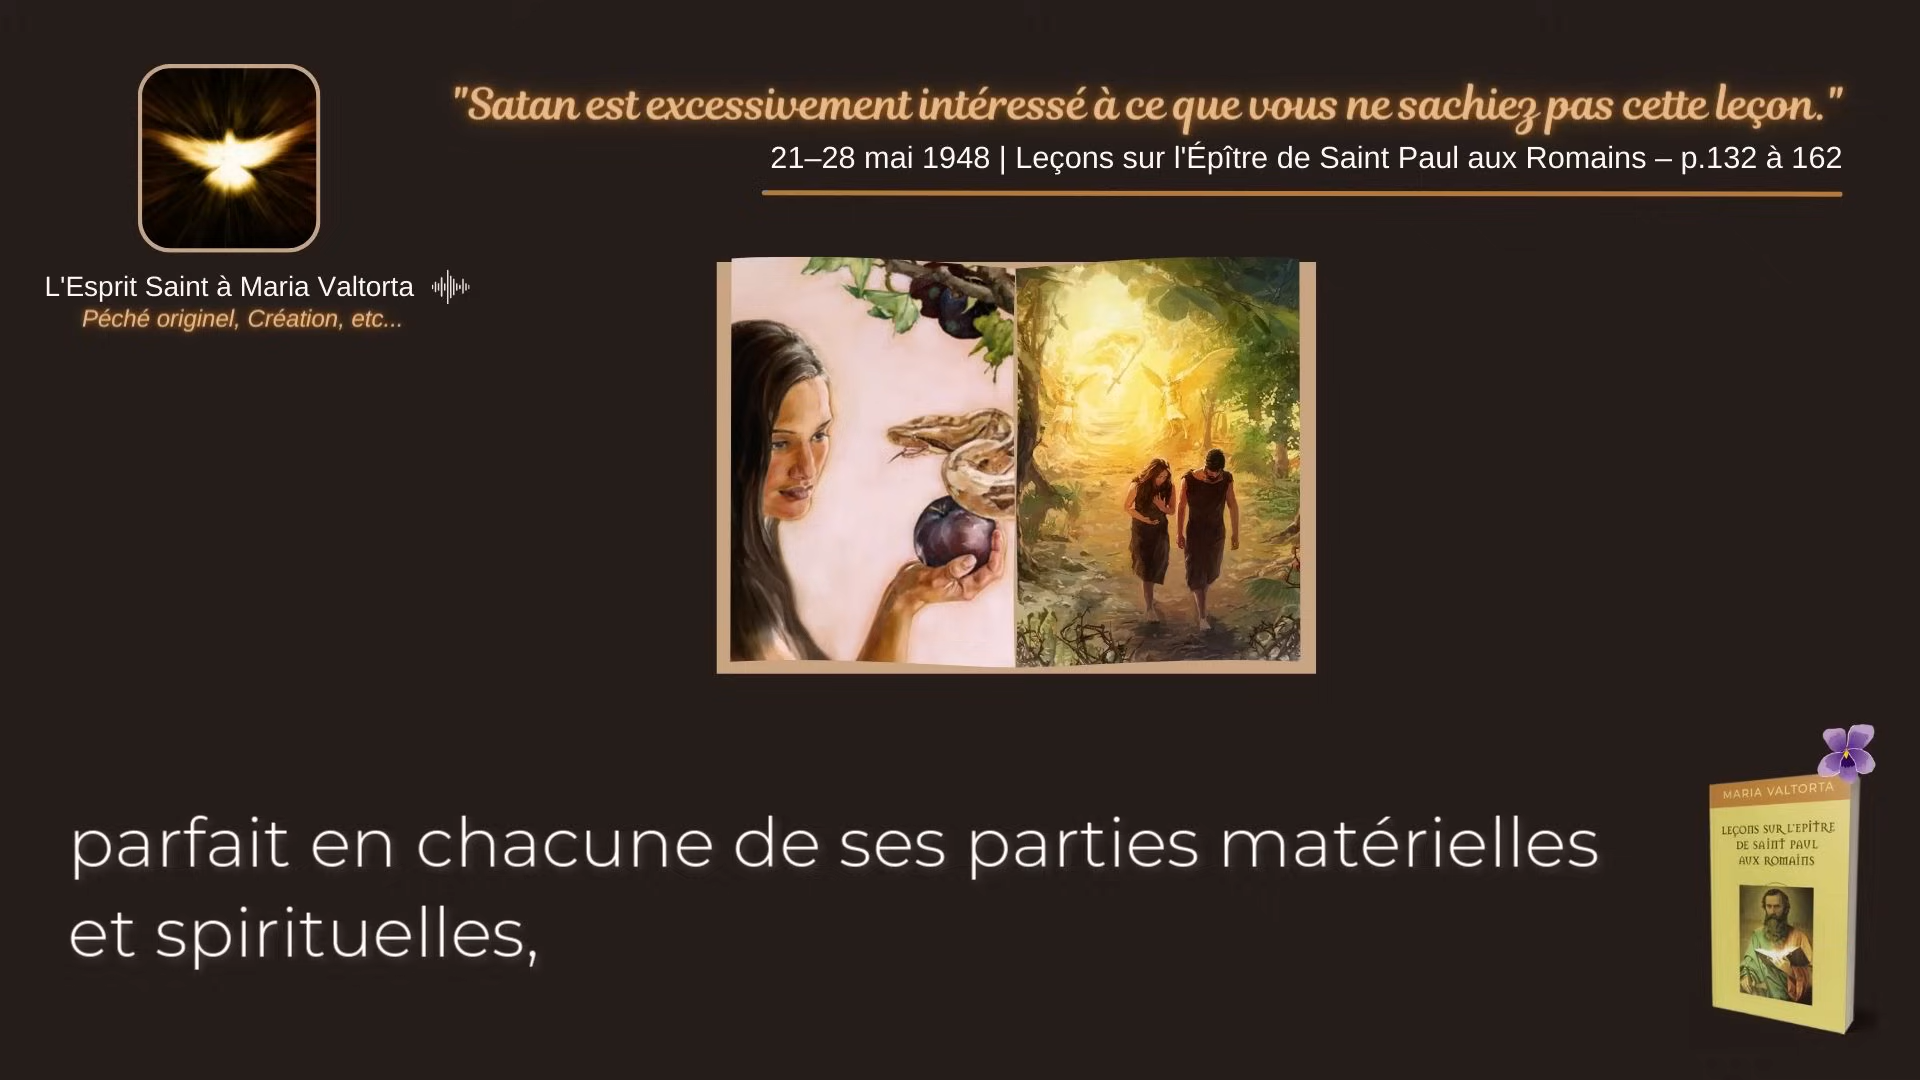 "Satan est excessivement intéressé à ce que vous ne sachiez pas cette leçon."
21–28 mai 1948 | Leçons sur l'Épître de Saint Paul aux Romains – p.132 à 162
L'Esprit Saint à Maria Valtorta
Péché originel, Création, etc...
parfait en chacune de ses parties matérielles
et spirituelles,
MARIA VALTORTA
LEÇONS SUR L'EPÎTRE
DE SAINT PAUL
AUX ROMAINS